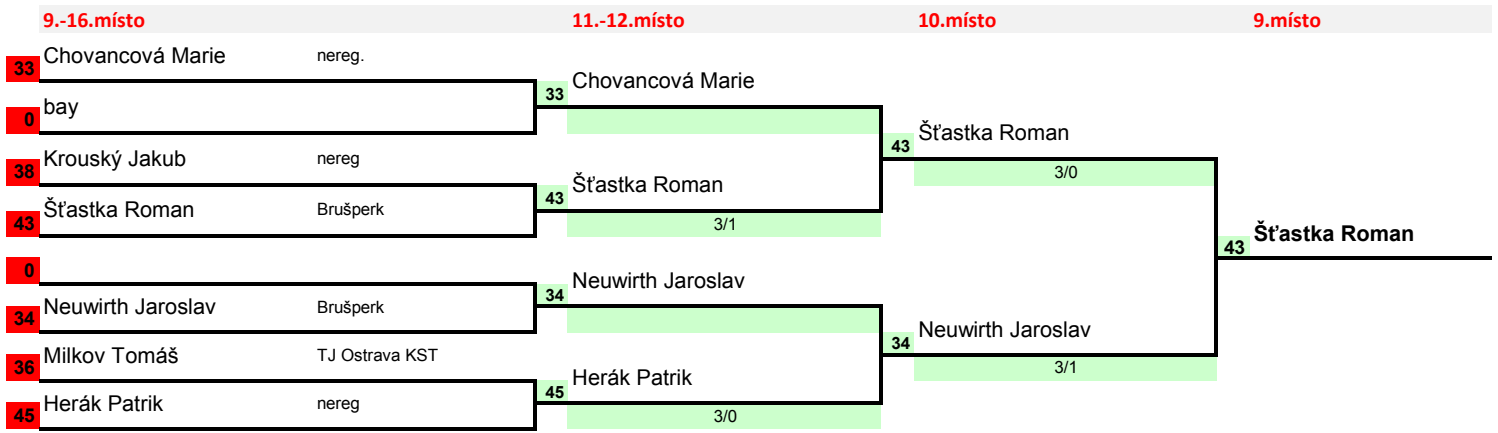 9.-16.místo 11.-12.místo 10.místo 9.místo
33 Chovancová Marie nereg.
33 Chovancová Marie
0 bay
43 Šťastka Roman
3/0
38 Krouský Jakub nereg
43 Šťastka Roman
3/1
43 Šťastka Roman Brušperk
43 Šťastka Roman
0
34 Neuwirth Jaroslav
34 Neuwirth Jaroslav Brušperk
34 Neuwirth Jaroslav
3/1
36 Milkov Tomáš TJ Ostrava KST
45 Herák Patrik
3/0
45 Herák Patrik nereg